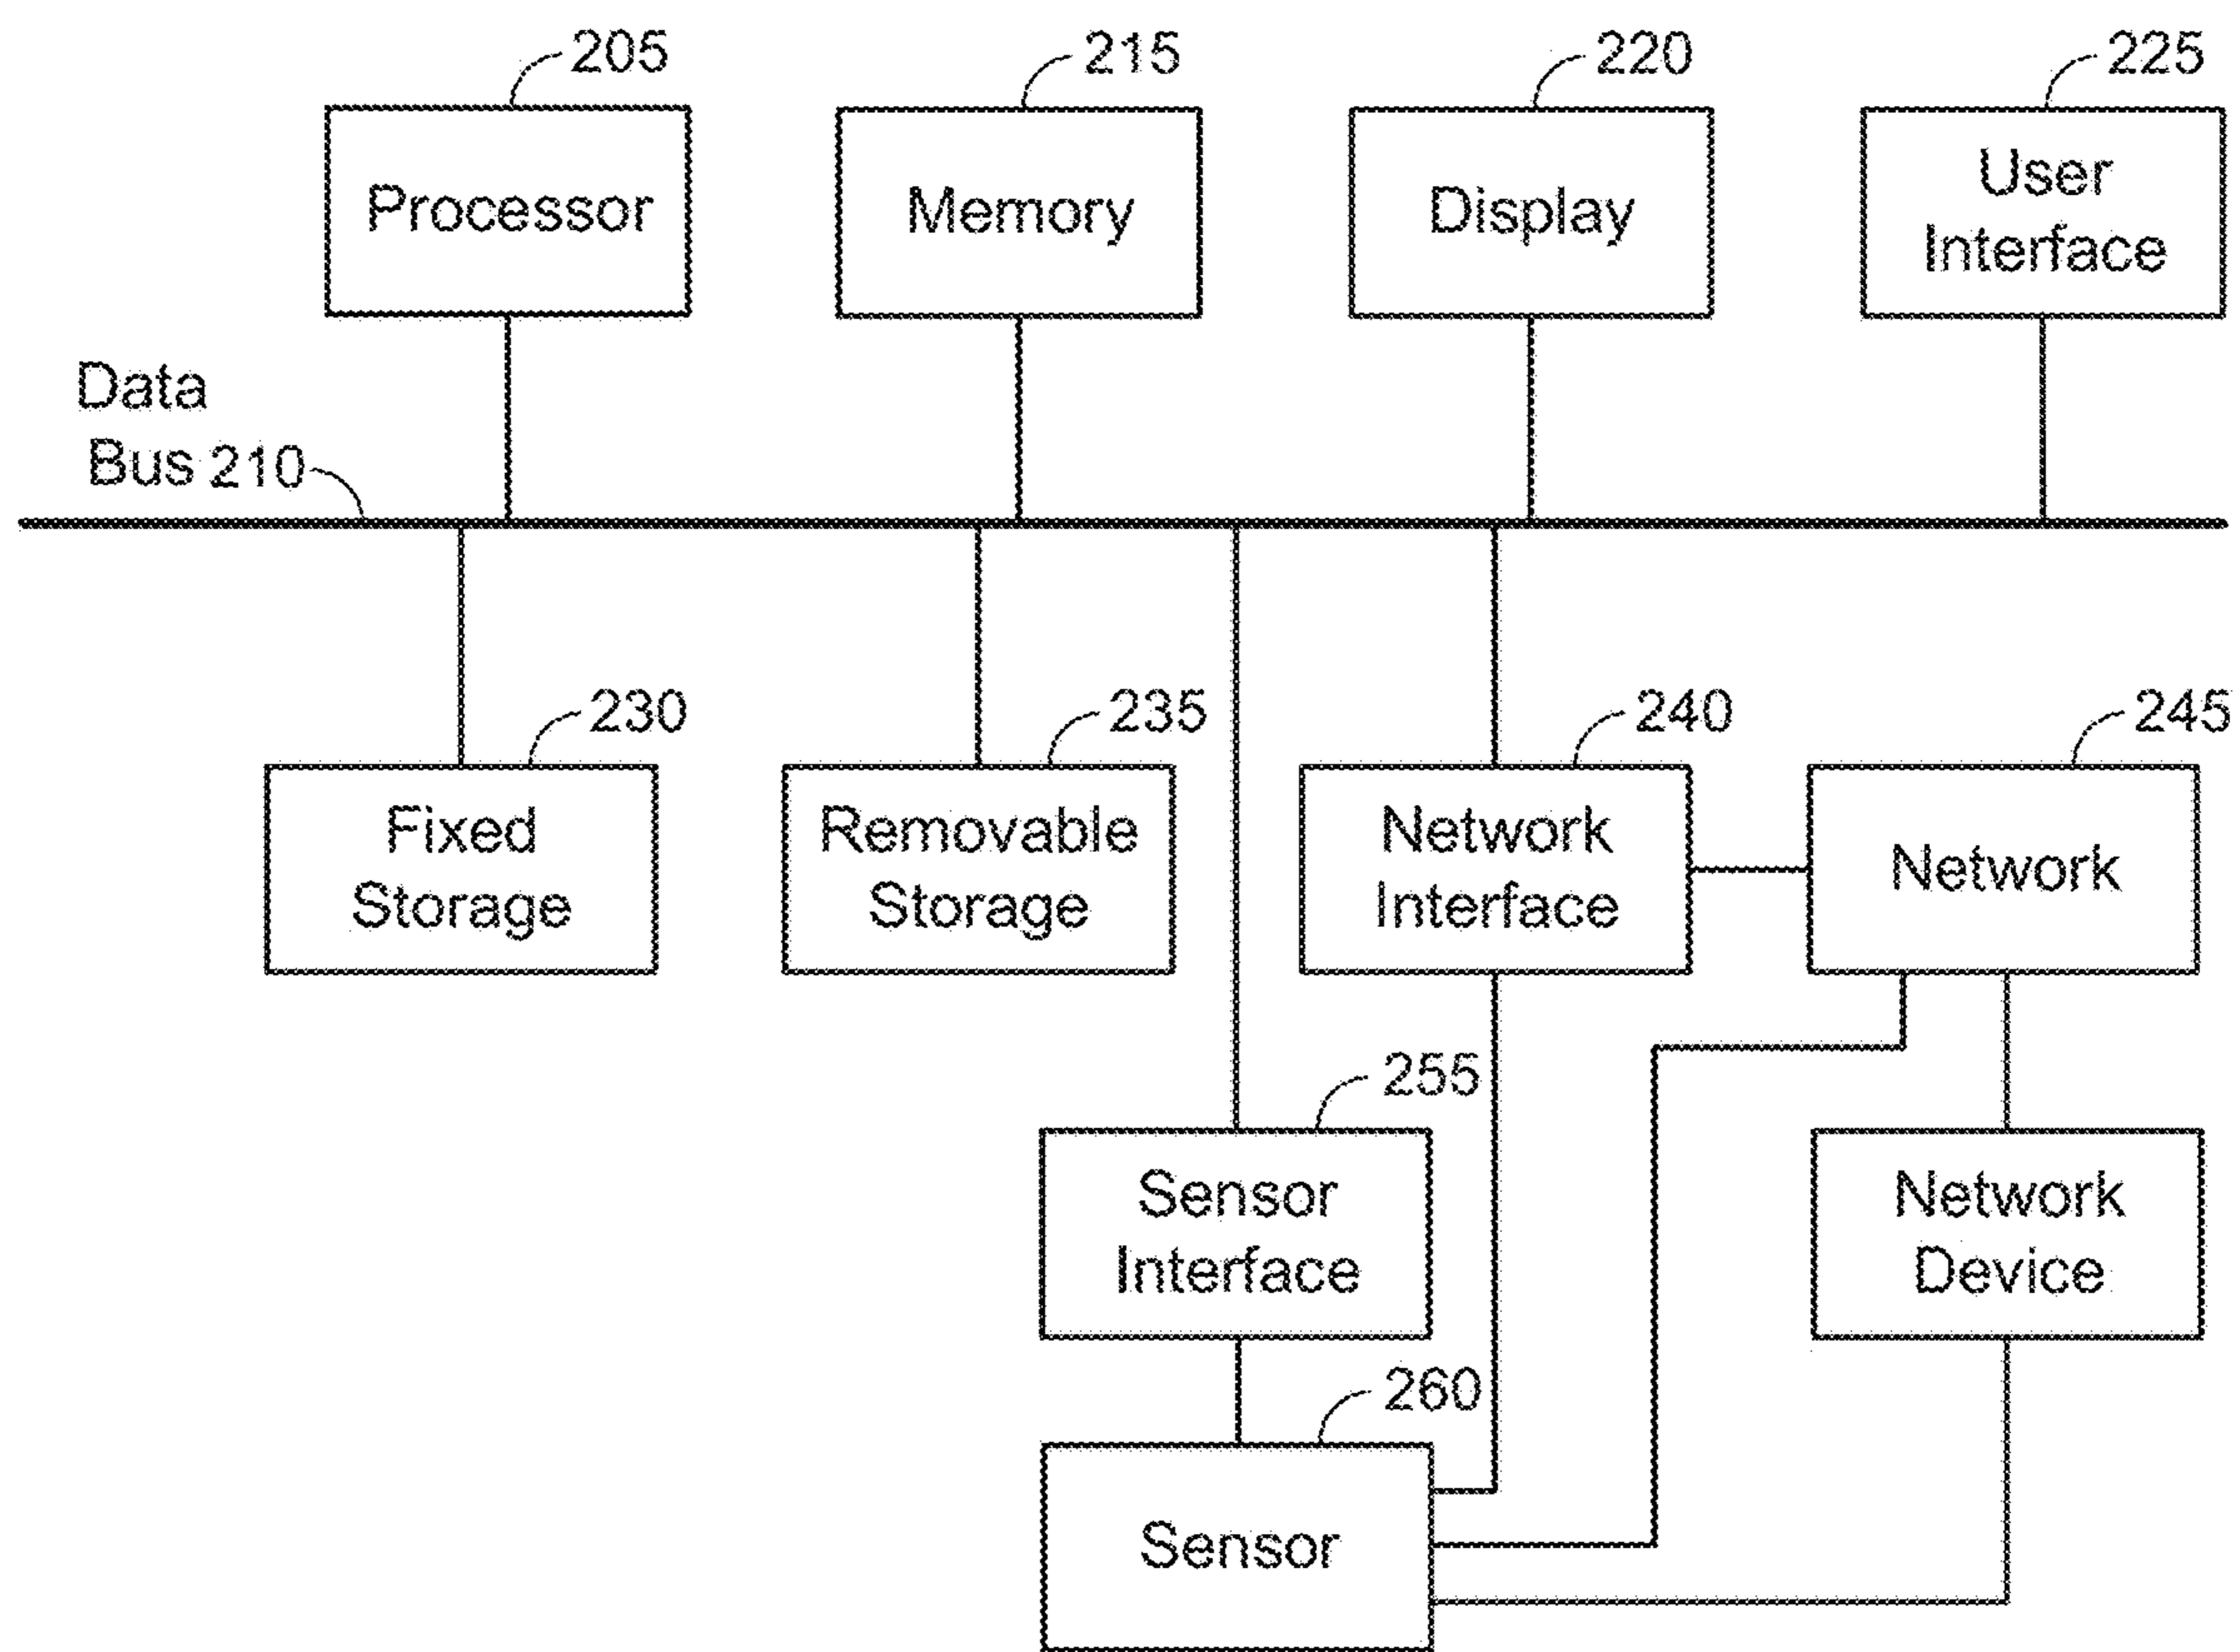 205
215
220
225
Processor
Memory
Display
User
Interface
Data
Bus 210
230
235
240
245
Fixed
Storage
Removable
Storage
Network
Interface
Network
255
Sensor
Interface
Network
Device
260
Sensor